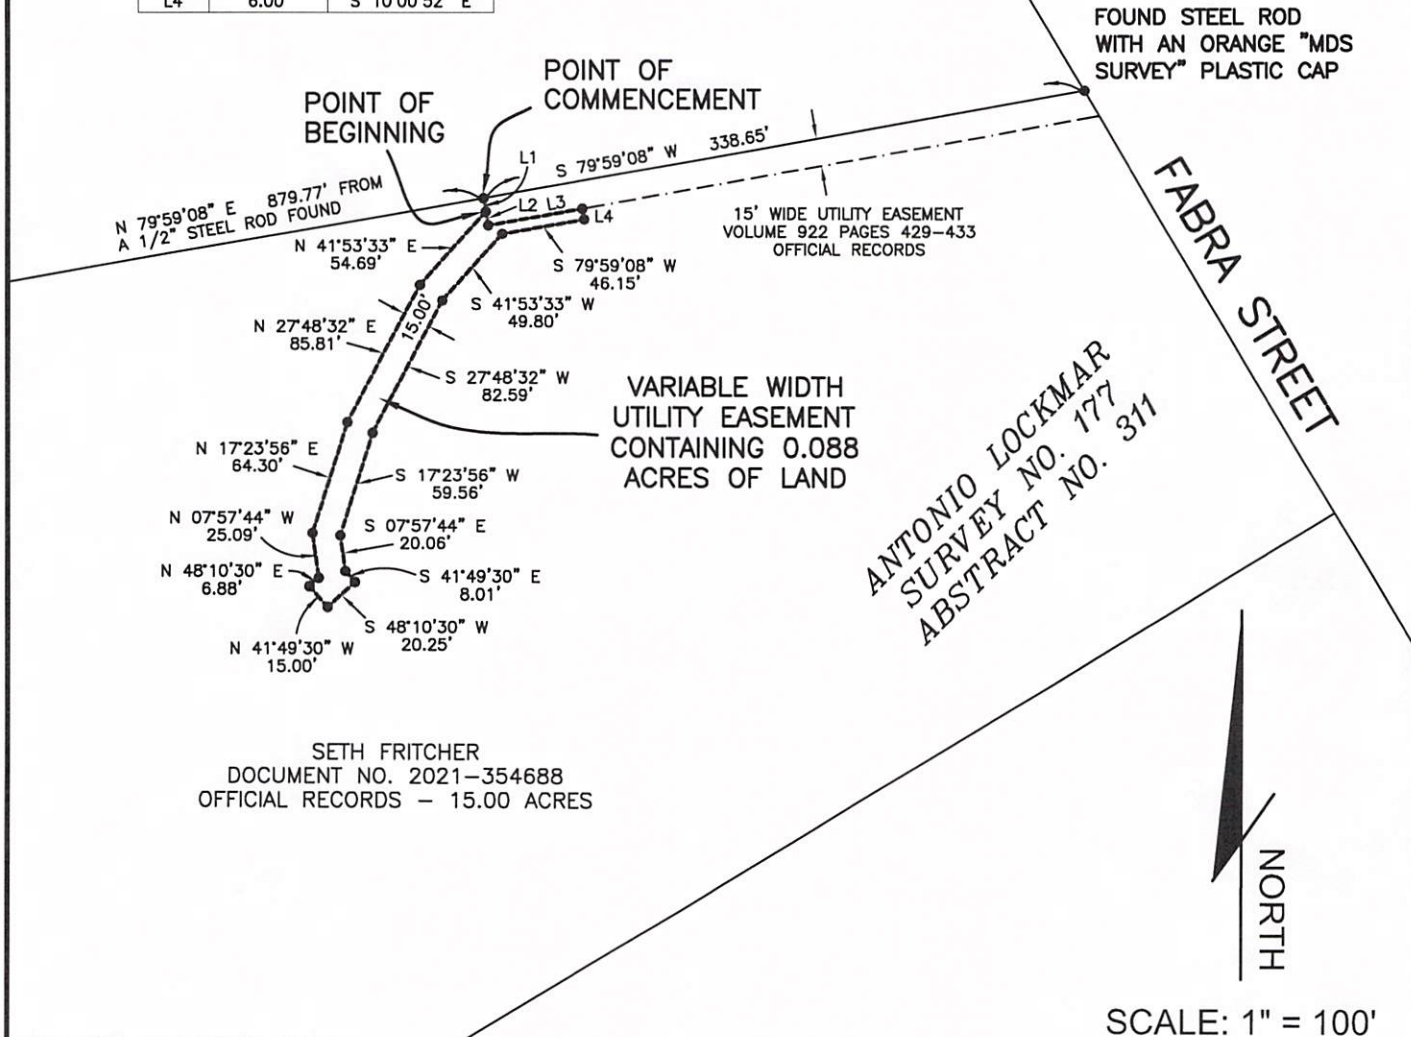 L4 6.00' S 10°00'52" E
FOUND STEEL ROD
WITH AN ORANGE "MDS
SURVEY" PLASTIC CAP
POINT OF
COMMENCEMENT
POINT OF
BEGINNING
L1
S 79°59'08" W 338.65'
N 79°59'08" E 879.77' FROM
A 1/2" STEEL ROD FOUND
L2 L3
L4
15' WIDE UTILITY EASEMENT
VOLUME 922 PAGES 429-433
OFFICIAL RECORDS
FABRA STREET
N 41°53'33" E
54.69'
S 79°59'08" W
46.15'
S 41°53'33" W
49.80'
15.00'
N 27°48'32" E
85.81'
S 27°48'32" W
82.59'
VARIABLE WIDTH
UTILITY EASEMENT
CONTAINING 0.088
ACRES OF LAND
ANTONIO LOCKMAR
SURVEY NO. 177
ABSTRACT NO. 311
N 17°23'56" E
64.30'
S 17°23'56" W
59.56'
N 07°57'44" W
25.09'
S 07°57'44" E
20.06'
N 48°10'30" E
6.88'
S 41°49'30" E
8.01'
S 48°10'30" W
20.25'
N 41°49'30" W
15.00'
SETH FRITCHER
DOCUMENT NO. 2021-354688
OFFICIAL RECORDS - 15.00 ACRES
NORTH
SCALE: 1" = 100'